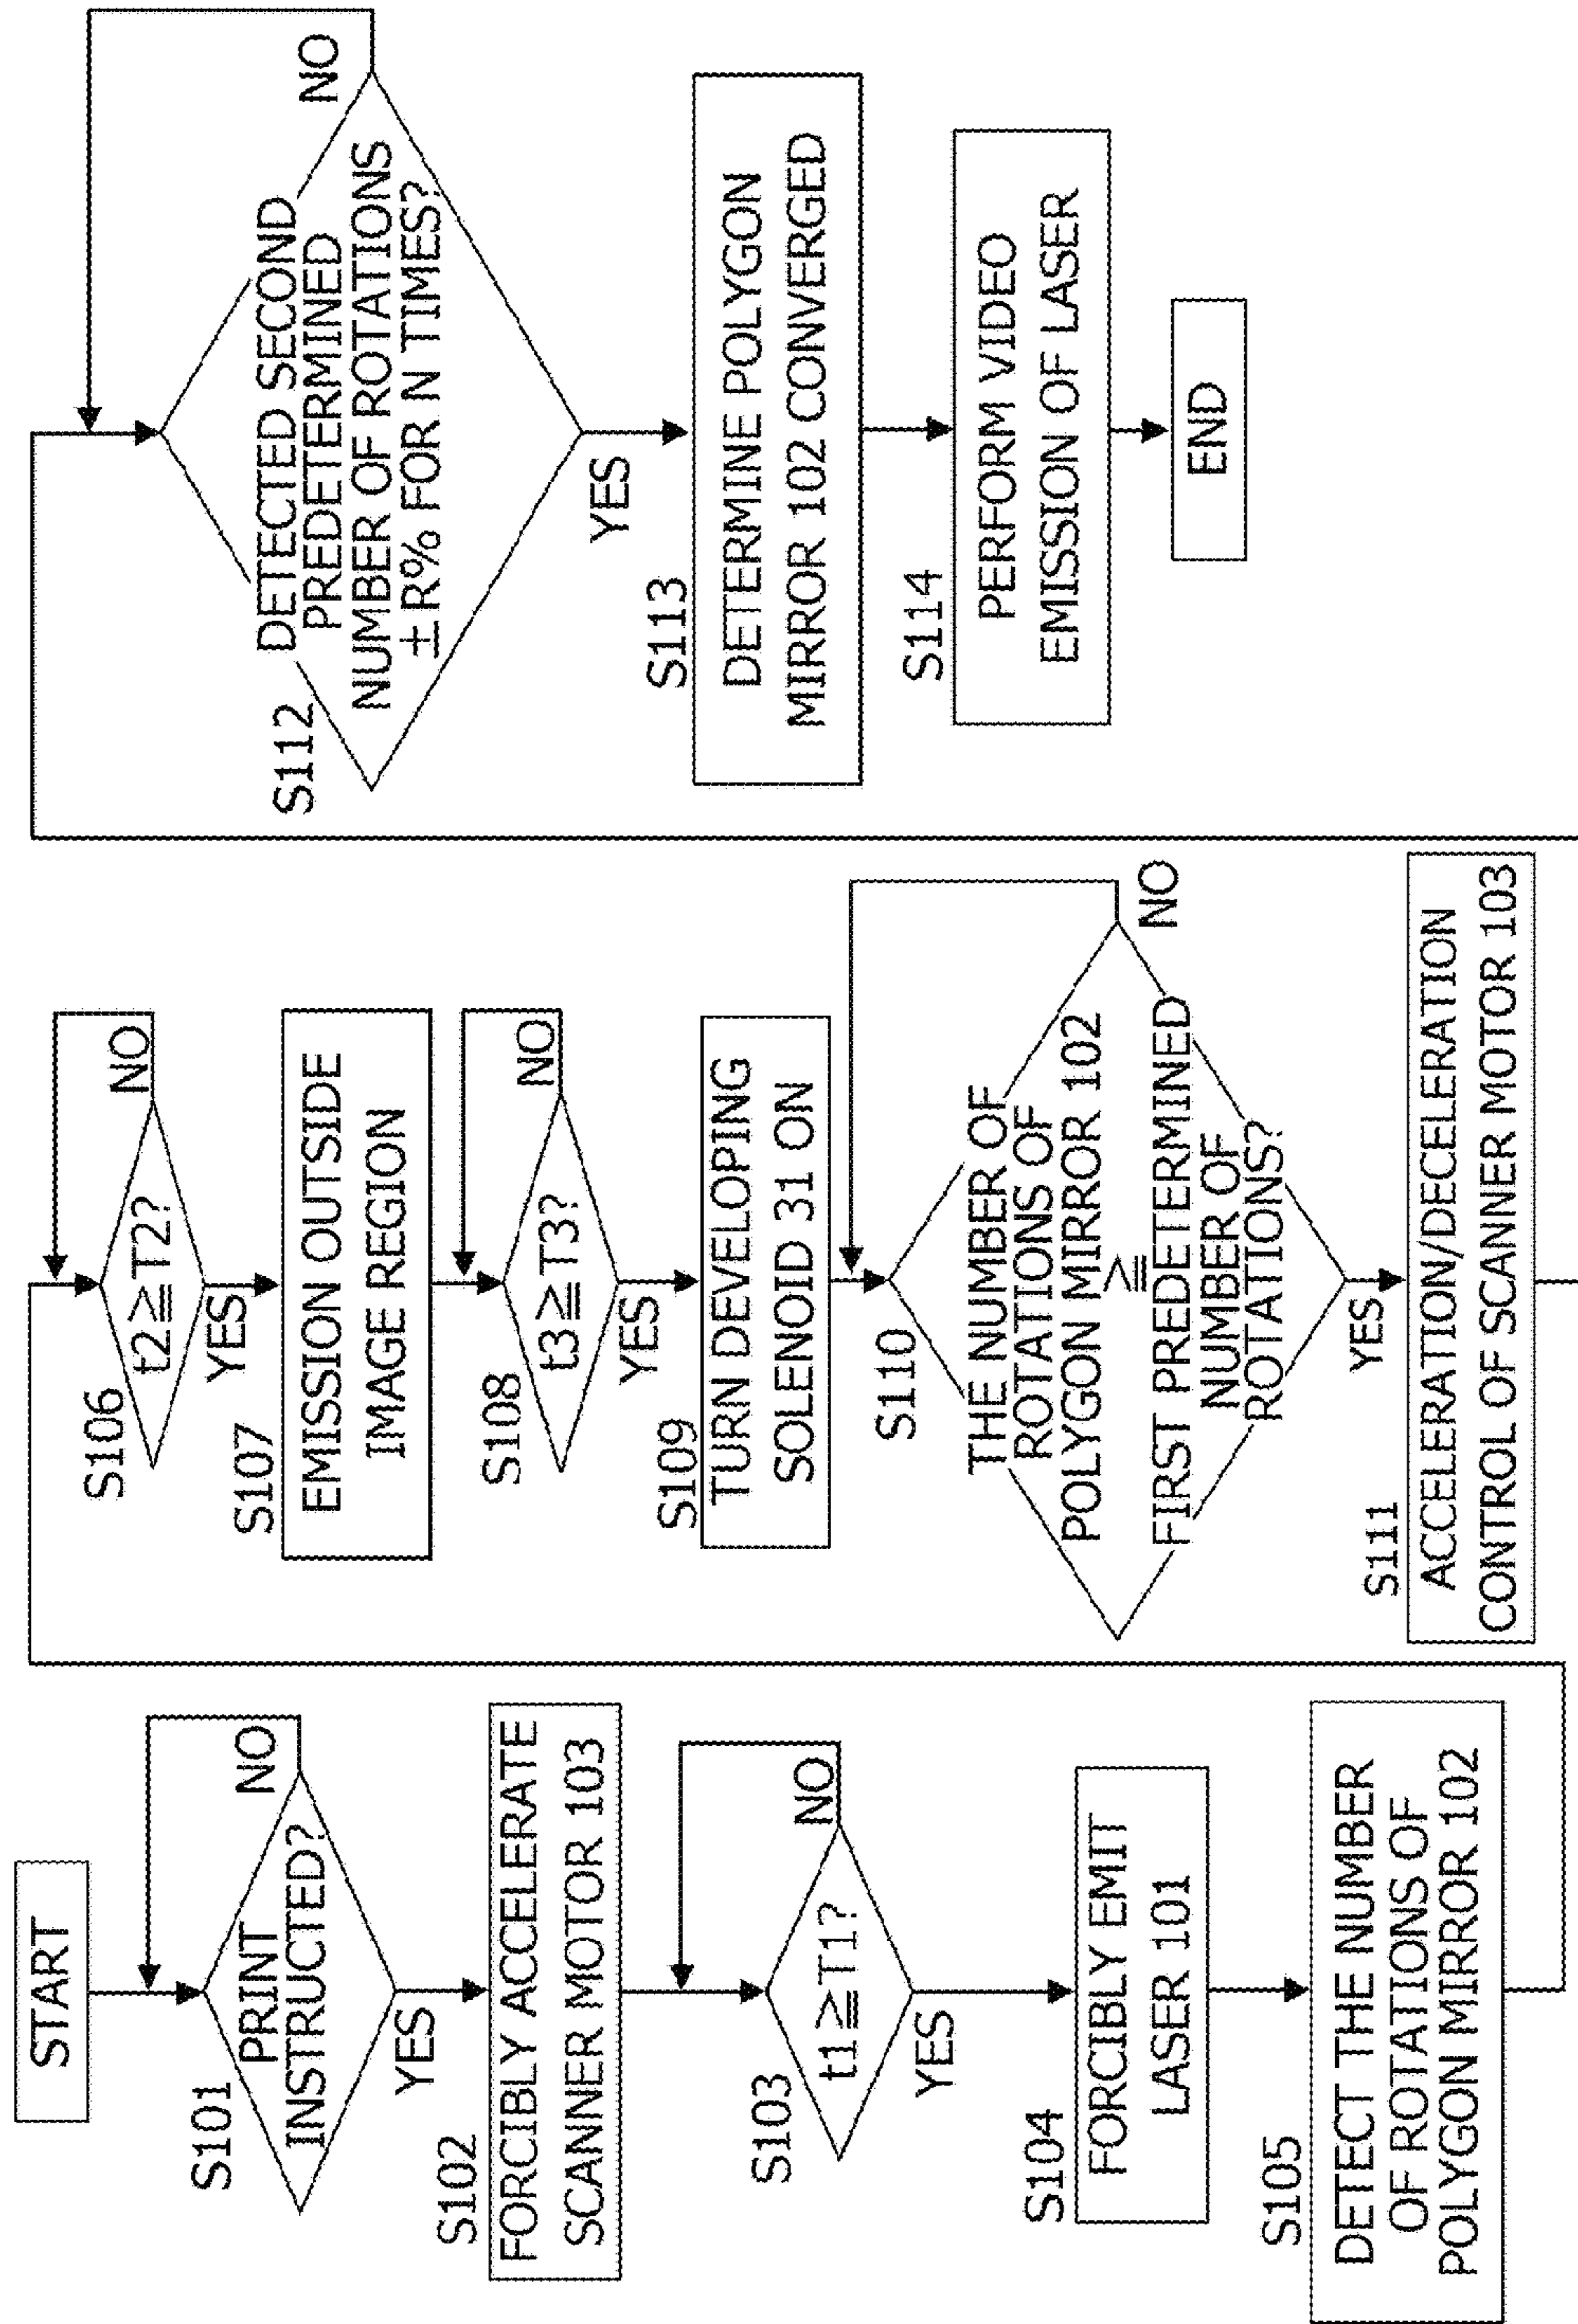 START
S101
PRINT
INSTRUCTED?
NO
YES
S102
FORCIBLY ACCELERATE
SCANNER MOTOR 103
S103
t1≧T1?
NO
YES
S104
FORCIBLY EMIT
LASER 101
S105
DETECT THE NUMBER
OF ROTATIONS OF
POLYGON MIRROR 102
S106
t2≧T2?
NO
YES
S107
EMISSION OUTSIDE
IMAGE REGION
S108
t3≧T3?
NO
YES
S109
TURN DEVELOPING
SOLENOID 31 ON
S110
THE NUMBER OF
ROTATIONS OF
POLYGON MIRROR 102
≧
FIRST PREDETERMINED
NUMBER OF
ROTATIONS?
NO
YES
S111
ACCELERATION/DECELERATION
CONTROL OF SCANNER MOTOR 103
S112
DETECTED SECOND
PREDETERMINED
NUMBER OF ROTATIONS
±R% FOR N TIMES?
NO
YES
S113
DETERMINE POLYGON
MIRROR 102 CONVERGED
S114
PERFORM VIDEO
EMISSION OF LASER
END